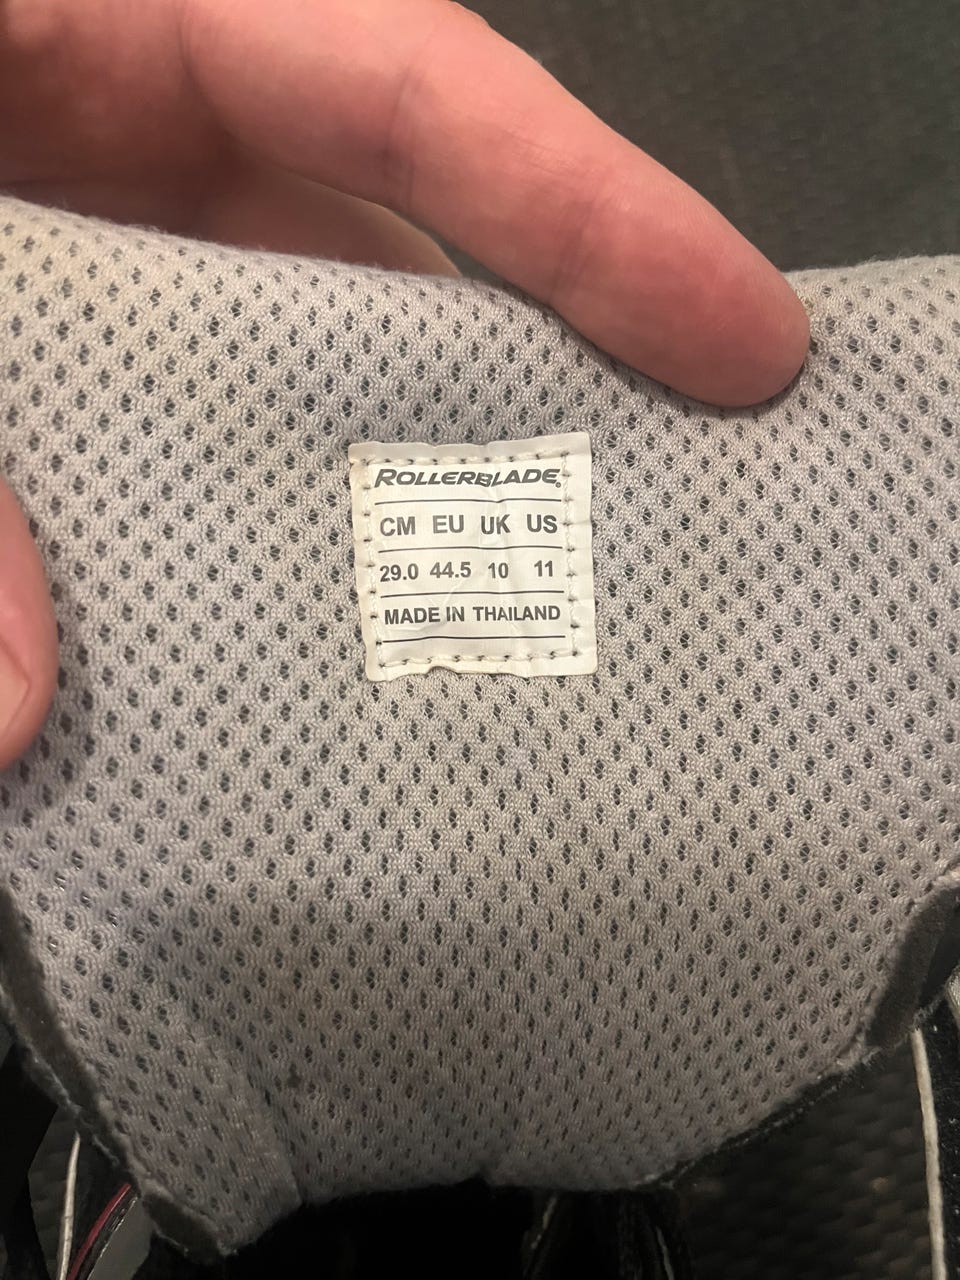 ROLLERBLADE®
CM EU UK US
29.0 44.5 10 11
MADE IN THAILAND